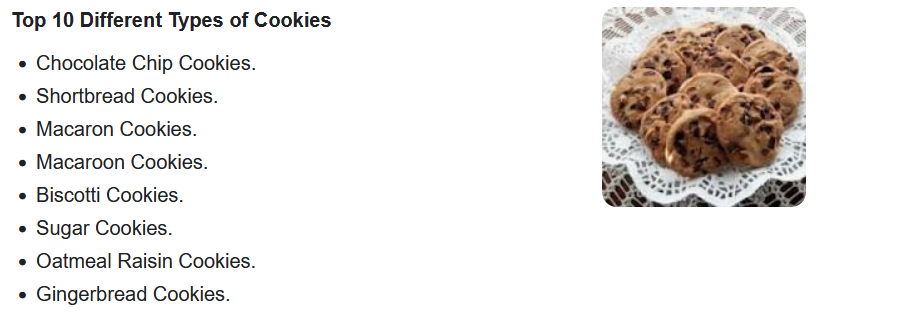 Top 10 Different Types of Cookies
Chocolate Chip Cookies.
Shortbread Cookies.
Macaron Cookies.
Macaroon Cookies.
Biscotti Cookies.
Sugar Cookies.
Oatmeal Raisin Cookies.
Gingerbread Cookies.